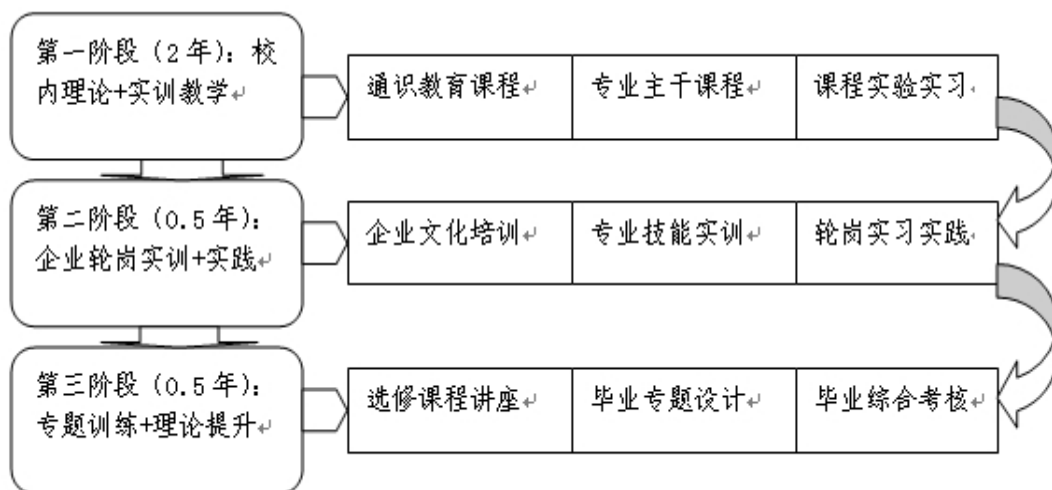 第一阶段（2年）：校
内理论+实训教学
通识教育课程 专业主干课程 课程实验实习
第二阶段（0.5年）：
企业轮岗实训+实践
企业文化培训 专业技能实训 轮岗实习实践
第三阶段（0.5年）：
专题训练+理论提升
选修课程讲座 毕业专题设计 毕业综合考核